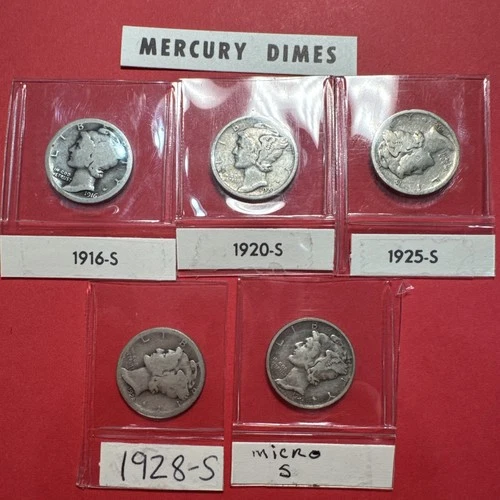 MERCURY DIMES
1916-S
1920-S
1925-S
1928-S
micro
S